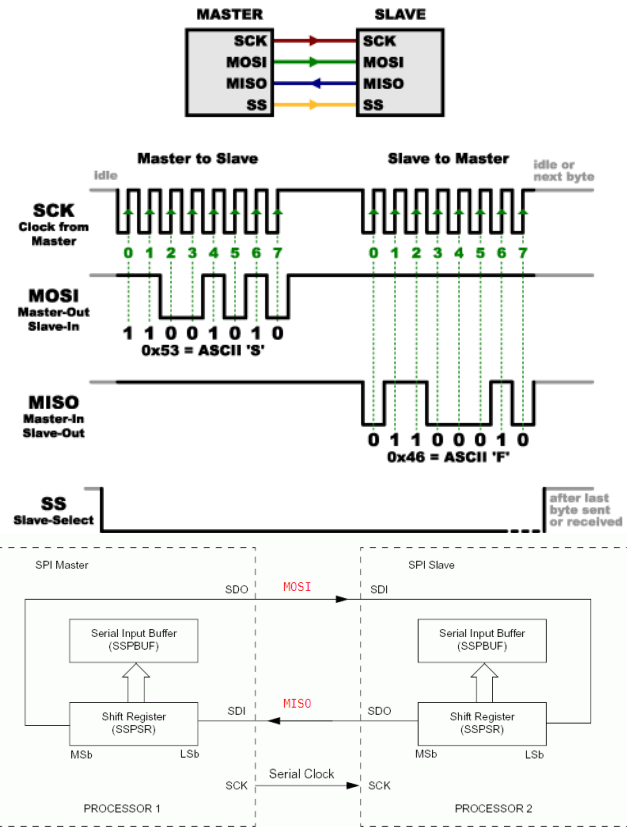 MASTER SLAVE
SCK SCK
MOSI MOSI
MISO MISO
SS SS
Master to Slave Slave to Master
idle idle or
next byte
SCK
Clock from
Master
0 1 2 3 4 5 6 7 0 1 2 3 4 5 6 7
MOSI
Master-Out
Slave-In
1 1 0 0 1 0 1 0
0x53 = ASCII 'S'
MISO
Master-In
Slave-Out
0 1 1 0 0 0 1 0
0x46 = ASCII 'F'
SS
Slave-Select
after last
byte sent
or received
SPI Master SPI Slave
SDO MOSI SDI
Serial Input Buffer
(SSPBUF)
Serial Input Buffer
(SSPBUF)
SDI MISO SDO
Shift Register
(SSPSR)
Shift Register
(SSPSR)
MSb LSb MSb LSb
SCK Serial Clock SCK
PROCESSOR 1 PROCESSOR 2